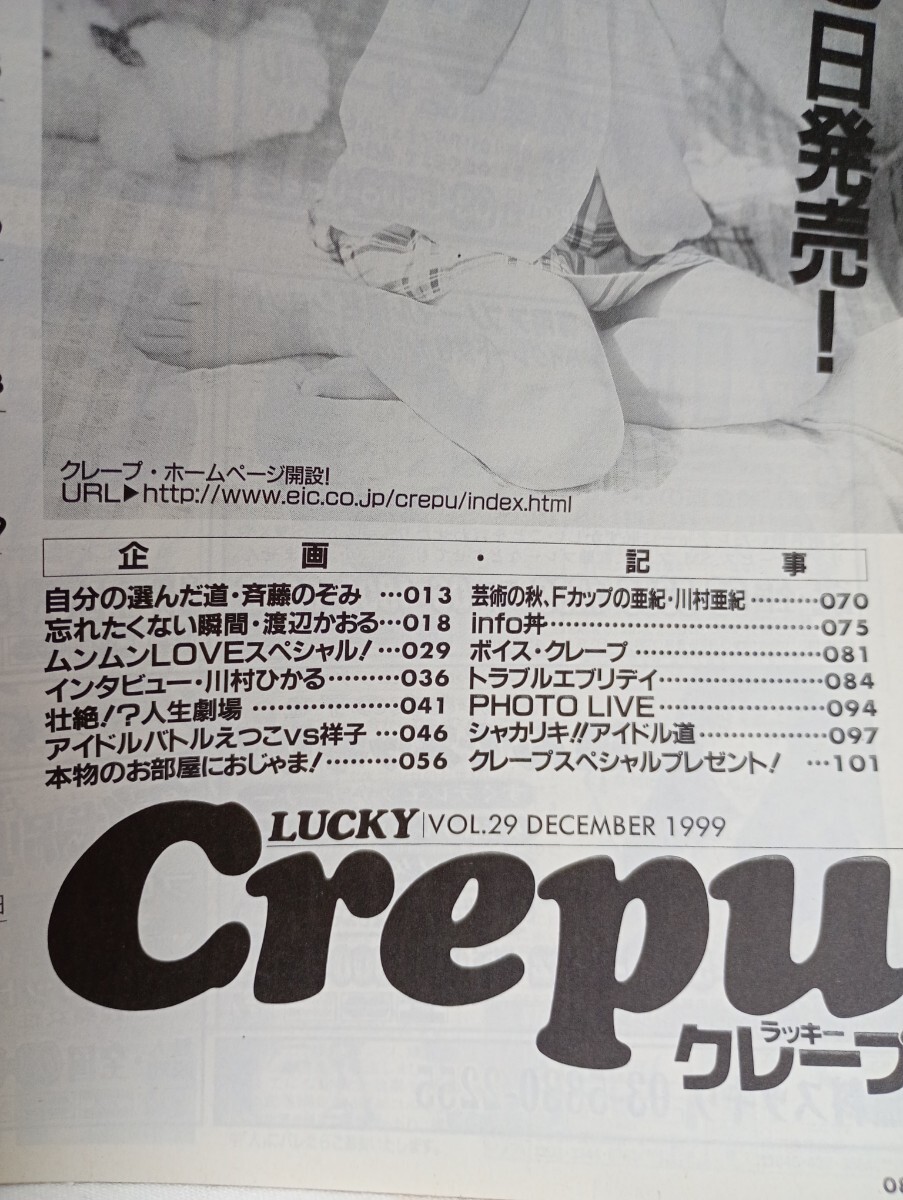 日発売!
クレープ・ホームページ開設!
URL▶http://www.eic.co.jp/crepu/index.html
企画・記事
自分の選んだ道・斉藤のぞみ …013
忘れたくない瞬間・渡辺かおる…018
ムンムンLOVEスペシャル! …029
インタビュー・川村ひかる………036
壮絶!?人生劇場 ………………041
アイドルバトルえつこvs祥子 …046
本物のお部屋におじゃま!………056
芸術の秋、Fカップの亜紀・川村亜紀………070
info丼………………………………075
ボイス・クレープ ……………………081
トラブルエブリデイ…………………084
PHOTO LIVE…………………094
シャカリキ!!アイドル道……………097
クレープスペシャルプレゼント! …101
LUCKY VOL.29 DECEMBER 1999
Crepu
ラッキー
クレープ